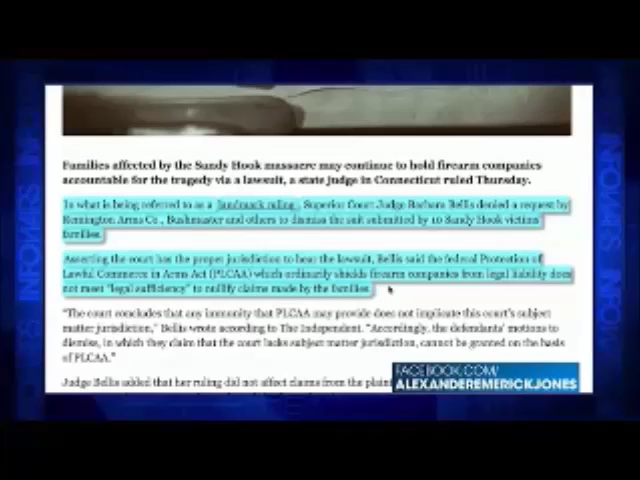 Families affected by the Sandy Hook massacre may continue to hold firearm companies
accountable for the tragedy via a lawsuit, a state judge in Connecticut ruled Thursday.
In what is being referred to as a landmark ruling, Superior Court Judge Barbara Bellis denied a request by
Remington Arms Co., Bushmaster and others to dismiss the suit submitted by 10 Sandy Hook victims
families.
Asserting the court has the proper jurisdiction to hear the lawsuit, Bellis said the federal Protection of
Lawful Commerce in Arms Act (PLCAA) which ordinarily shields firearm companies from legal liability does
not meet "legal sufficiency" to nullify claims made by the families.
"The court concludes that any immunity that PLCAA may provide does not implicate this court's subject
matter jurisdiction," Bellis wrote according to The Independent. "Accordingly, the defendants' motions to
dismiss, in which they claim that the court lacks subject matter jurisdiction, cannot be granted on the basis
of PLCAA."
Judge Bellis added that her ruling did not affect claims from the plain
FACEBOOK.COM/
ALEXANDEREMERICKJONES
INFOWARS
INFOWARS